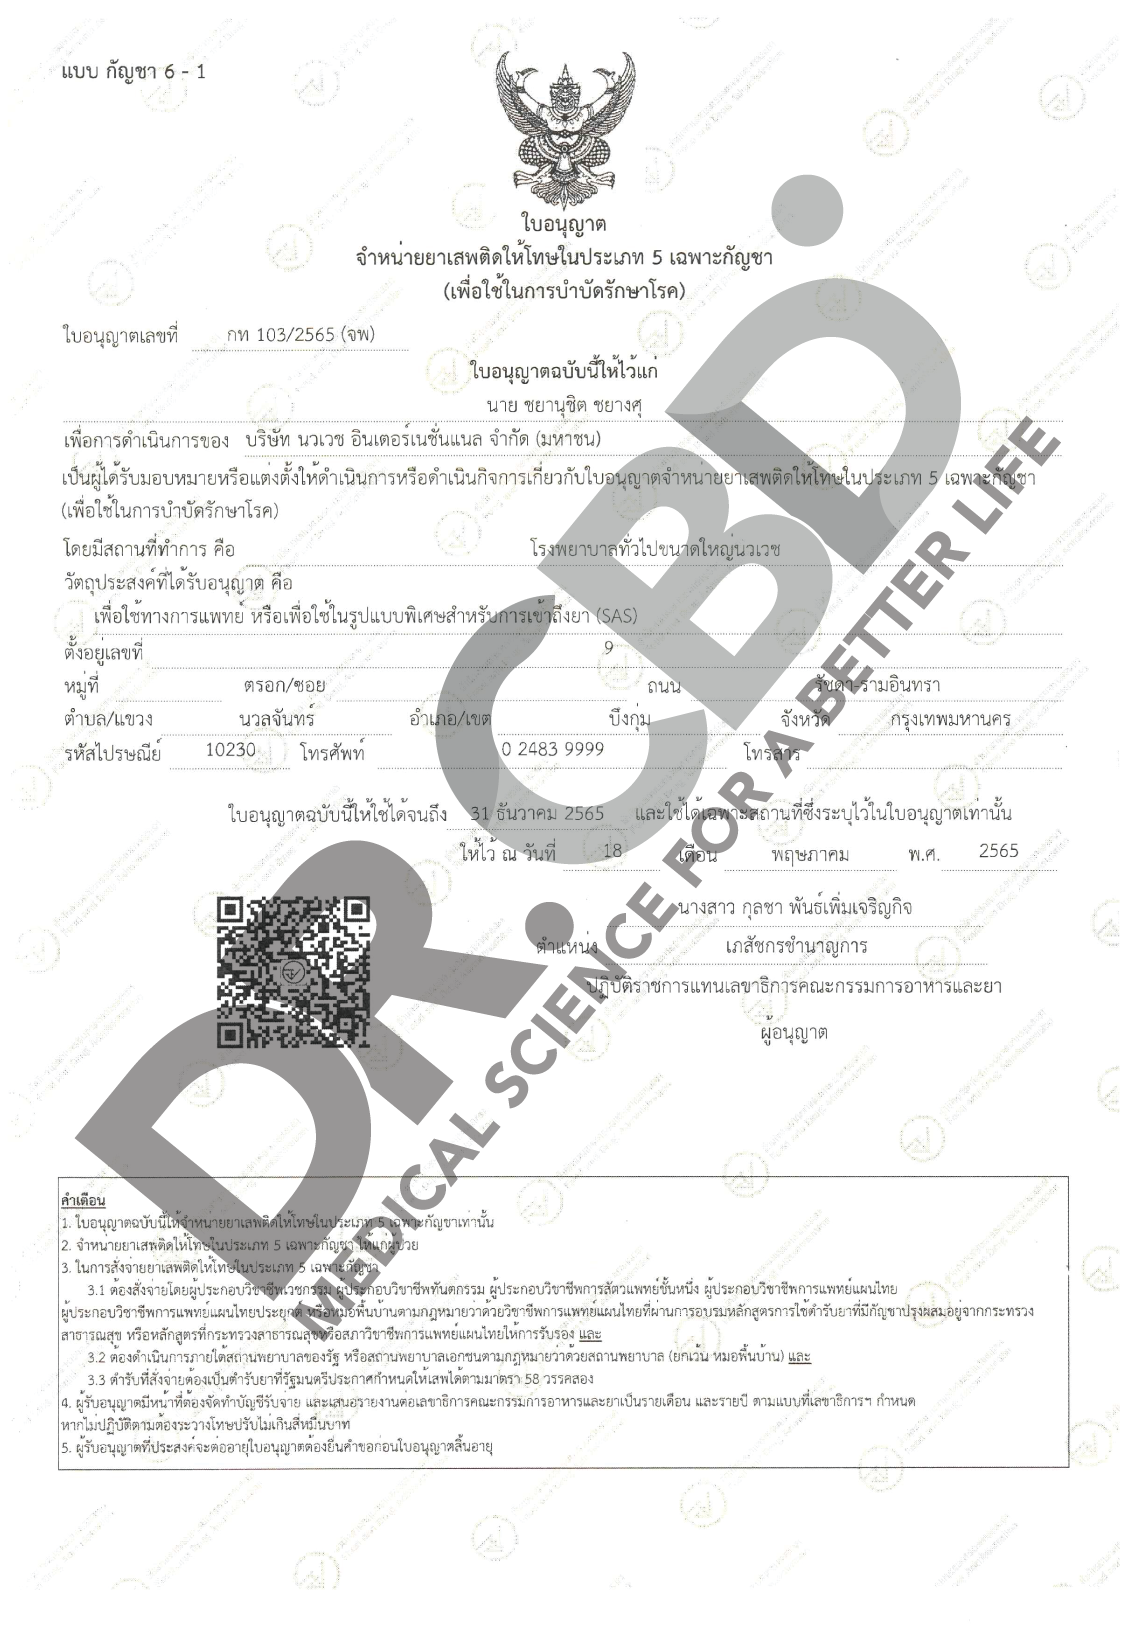 แบบ กัญชา 6 - 1
ใบอนุญาต
จำหน่ายยาเสพติดให้โทษในประเภท 5 เฉพาะกัญชา
(เพื่อใช้ในการบำบัดรักษาโรค)
ใบอนุญาตเลขที่ กท 103/2565 (จพ)
ใบอนุญาตฉบับนี้ให้ไว้แก่
นาย ชยานุชิต ชยางศุ
เพื่อการดำเนินการของ บริษัท นวเวช อินเตอร์เนชั่นแนล จำกัด (มหาชน)
เป็นผู้ได้รับมอบหมายหรือแต่งตั้งให้ดำเนินการหรือดำเนินกิจการเกี่ยวกับใบอนุญาตจำหน่ายยาเสพติดให้โทษในประเภท 5 เฉพาะกัญชา
(เพื่อใช้ในการบำบัดรักษาโรค)
โดยมีสถานที่ทำการ คือ โรงพยาบาลทั่วไปขนาดใหญ่นวเวช
วัตถุประสงค์ที่ได้รับอนุญาต คือ
เพื่อใช้ทางการแพทย์ หรือเพื่อใช้ในรูปแบบพิเศษสำหรับการเข้าถึงยา (SAS)
ตั้งอยู่เลขที่ 9
หมู่ที่ ตรอก/ซอย ถนน รัชดา-รามอินทรา
ตำบล/แขวง นวลจันทร์ อำเภอ/เขต บึงกุ่ม จังหวัด กรุงเทพมหานคร
รหัสไปรษณีย์ 10230 โทรศัพท์ 0 2483 9999 โทรสาร
ใบอนุญาตฉบับนี้ให้ใช้ได้จนถึง 31 ธันวาคม 2565 และใช้ได้เฉพาะสถานที่ซึ่งระบุไว้ในใบอนุญาตเท่านั้น
ให้ไว้ ณ วันที่ 18 เดือน พฤษภาคม พ.ศ. 2565
นางสาว กุลชา พันธ์เพิ่มเจริญกิจ
ตำแหน่ง เภสัชกรชำนาญการ
ปฏิบัติราชการแทนเลขาธิการคณะกรรมการอาหารและยา
ผู้อนุญาต
DR.CBD.
MEDICAL SCIENCE FOR A BETTER LIFE
คำเตือน
1. ใบอนุญาตฉบับนี้ให้จำหน่ายยาเสพติดให้โทษในประเภท 5 เฉพาะกัญชาเท่านั้น
2. จำหน่ายยาเสพติดให้โทษในประเภท 5 เฉพาะกัญชา ให้แก่ผู้ป่วย
3. ในการสั่งจ่ายยาเสพติดให้โทษในประเภท 5 เฉพาะกัญชา
3.1 ต้องสั่งจ่ายโดยผู้ประกอบวิชาชีพเวชกรรม ผู้ประกอบวิชาชีพทันตกรรม ผู้ประกอบวิชาชีพการสัตวแพทย์ชั้นหนึ่ง ผู้ประกอบวิชาชีพการแพทย์แผนไทย
ผู้ประกอบวิชาชีพการแพทย์แผนไทยประยุกต์ หรือหมอพื้นบ้านตามกฎหมายว่าด้วยวิชาชีพการแพทย์แผนไทยที่ผ่านการอบรมหลักสูตรการใช้ตำรับยาที่มีกัญชาปรุงผสมอยู่จากกระทรวง
สาธารณสุข หรือหลักสูตรที่กระทรวงสาธารณสุขหรือสภาวิชาชีพการแพทย์แผนไทยให้การรับรอง และ
3.2 ต้องดำเนินการภายใต้สถานพยาบาลของรัฐ หรือสถานพยาบาลเอกชนตามกฎหมายว่าด้วยสถานพยาบาล (ยกเว้น หมอพื้นบ้าน) และ
3.3 ตำรับที่สั่งจ่ายต้องเป็นตำรับยาที่รัฐมนตรีประกาศกำหนดให้เสพได้ตามมาตรา 58 วรรคสอง
4. ผู้รับอนุญาตมีหน้าที่ต้องจัดทำบัญชีรับจ่าย และเสนอรายงานต่อเลขาธิการคณะกรรมการอาหารและยาเป็นรายเดือน และรายปี ตามแบบที่เลขาธิการฯ กำหนด
หากไม่ปฏิบัติตามต้องระวางโทษปรับไม่เกินสี่หมื่นบาท
5. ผู้รับอนุญาตที่ประสงค์จะต่ออายุใบอนุญาตต้องยื่นคำขอก่อนใบอนุญาตสิ้นอายุ